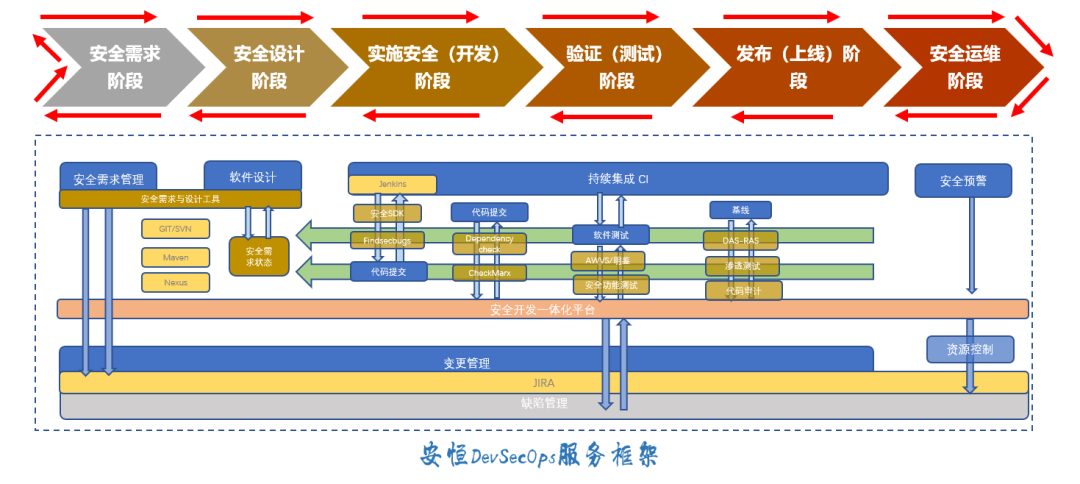 安全需求
阶段
安全设计
阶段
实施安全（开发）
阶段
验证（测试）
阶段
发布（上线）阶
段
安全运维
阶段
安全需求管理
软件设计
持续集成 CI
安全预警
Jenkins
安全需求与设计工具
安全SDK
代码提交
基线
GIT/SVN
软件测试
Findsecbugs
Dependency
check
DAS-RAS
安全需
求状态
Maven
AWVS/明鉴
渗透测试
代码提交
CheckMarx
Nexus
安全功能测试
代码审计
安全开发一体化平台
资源控制
变更管理
JIRA
缺陷管理
安恒DevSecOps服务框架